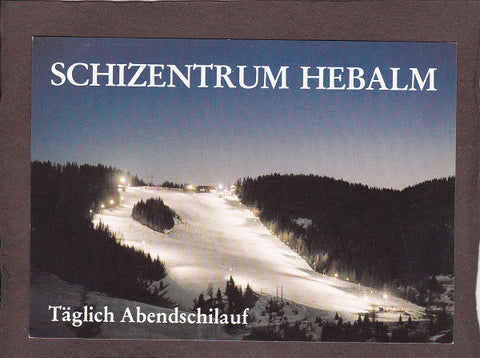 SCHIZENTRUM HEBALM
Täglich Abendschilauf